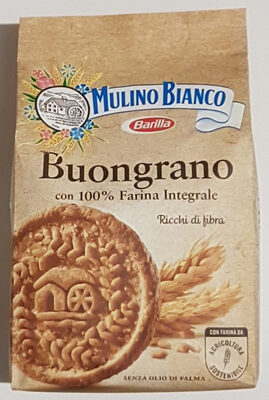 MULINO BIANCO
Barilla
Buongrano
con 100% Farina Integrale
Ricchi di fibra
CON FARINA DA
AGRICOLTURA
SOSTENIBILE
SENZA OLIO DI PALMA